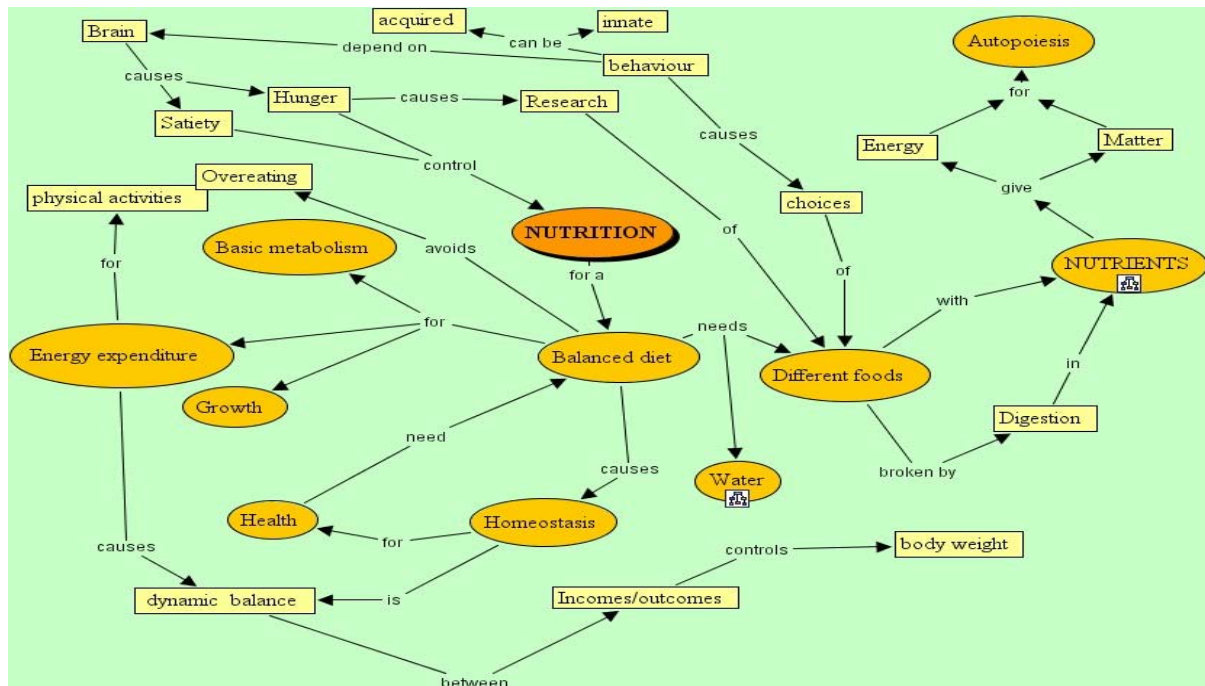 acquired
innate
Brain
depend on
can be
behaviour
Autopoiesis
causes
Hunger
causes
Research
for
Satiety
causes
Energy
Matter
control
Overeating
physical activities
give
choices
NUTRITION
Basic metabolism
avoids
of
of
NUTRIENTS
for
for a
with
for
needs
Energy expenditure
Balanced diet
Different foods
in
Growth
Digestion
need
causes
broken by
Water
Health
for
Homeostasis
causes
controls
body weight
dynamic balance
is
Incomes/outcomes
between